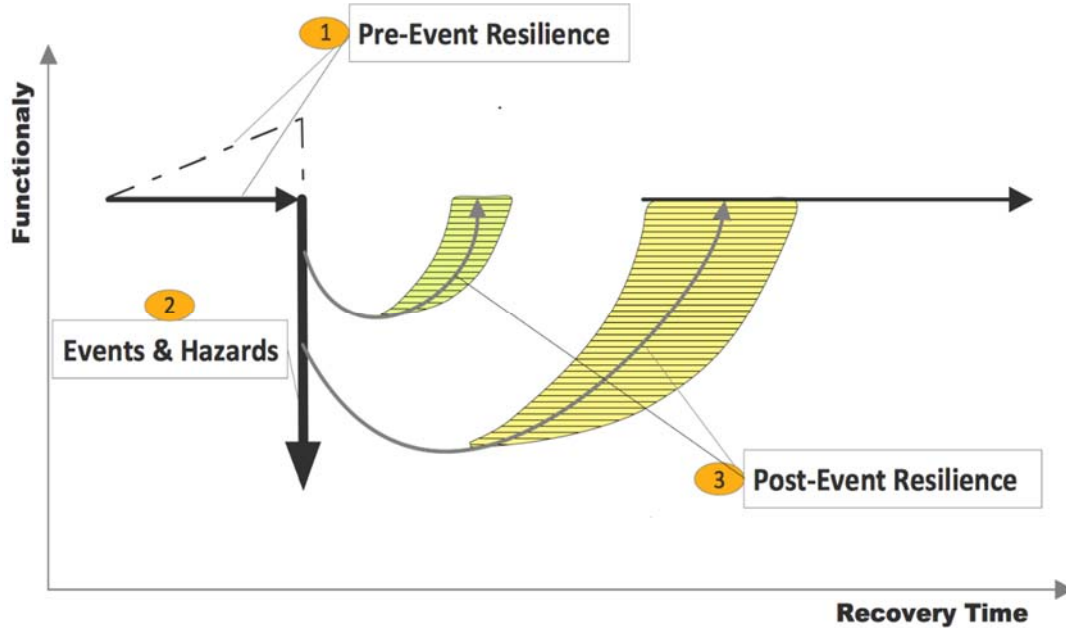 1 Pre-Event Resilience
Functionaly
2
Events & Hazards
3 Post-Event Resilience
Recovery Time